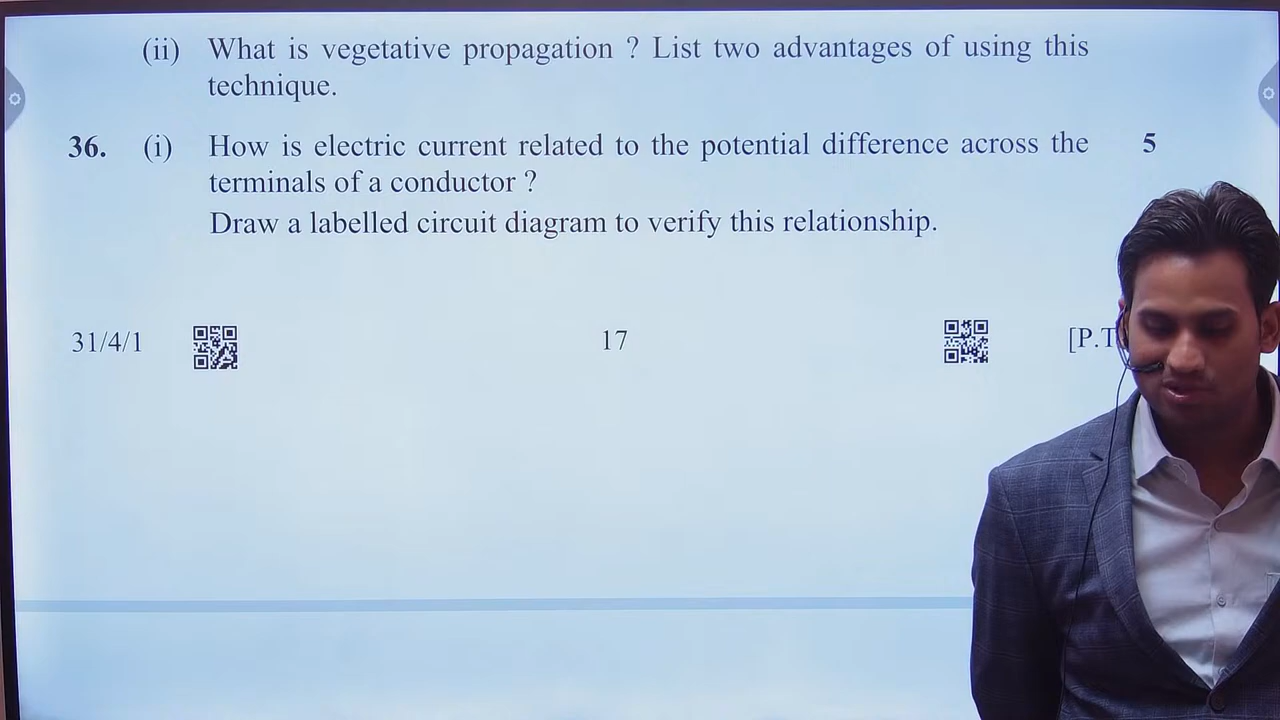 (ii) What is vegetative propagation ? List two advantages of using this
technique.
36. (i) How is electric current related to the potential difference across the 5
terminals of a conductor ?
Draw a labelled circuit diagram to verify this relationship.
31/4/1 17 [P.T